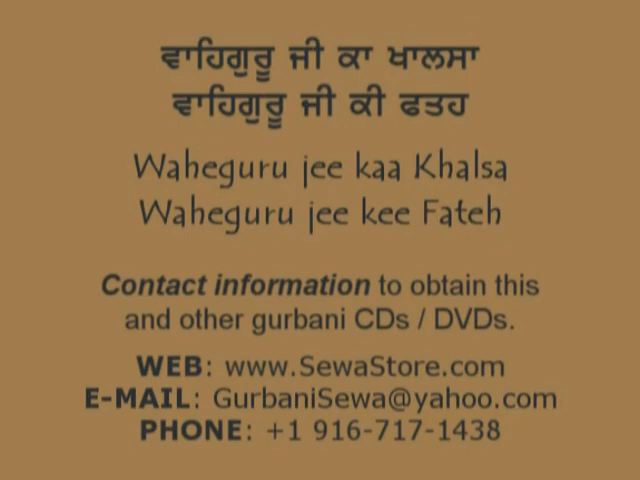 ਵਾਹਿਗੁਰੂ ਜੀ ਕਾ ਖਾਲਸਾ
ਵਾਹਿਗੁਰੂ ਜੀ ਕੀ ਫਤਹ
Waheguru jee kaa Khalsa
Waheguru jee kee Fateh
Contact information to obtain this
and other gurbani CDs / DVDs.
WEB: www.SewaStore.com
E-MAIL: GurbaniSewa@yahoo.com
PHONE: +1 916-717-1438